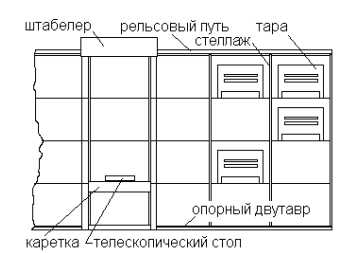 штабелер
рельсовый путь
тара
стеллаж
опорный двутавр
каретка
телескопический стол